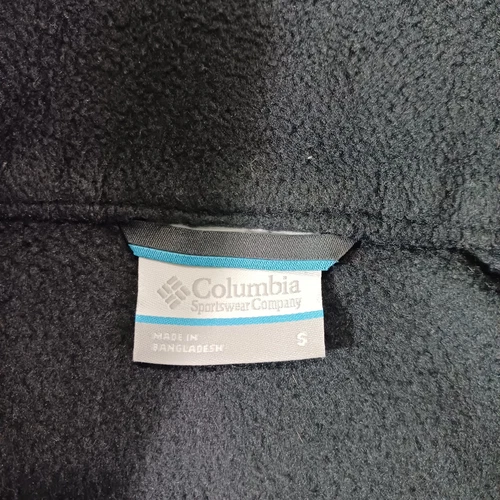 Columbia
Sportswear Company
MADE IN
BANGLADESH
S